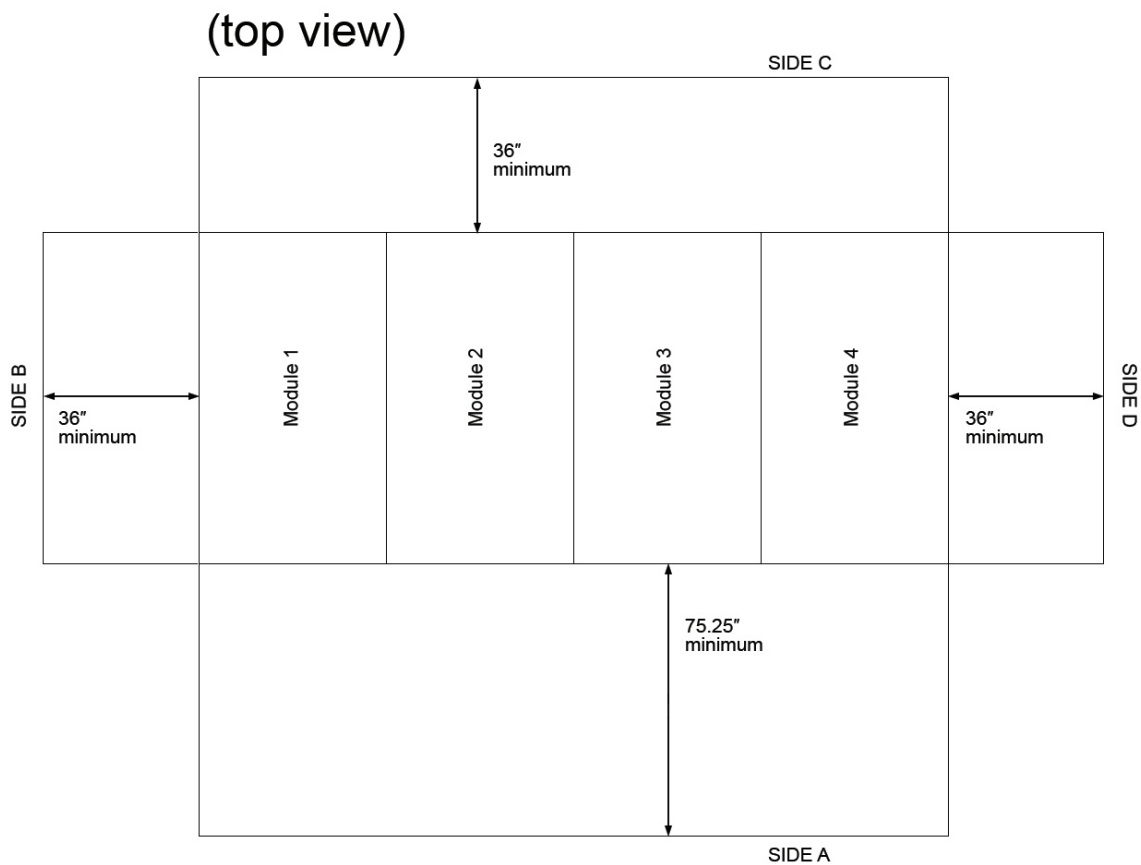 (top view)
SIDE C
36″
minimum
SIDE B
36″
minimum
Module 1
Module 2
Module 3
Module 4
36″
minimum
SIDE D
75.25″
minimum
SIDE A